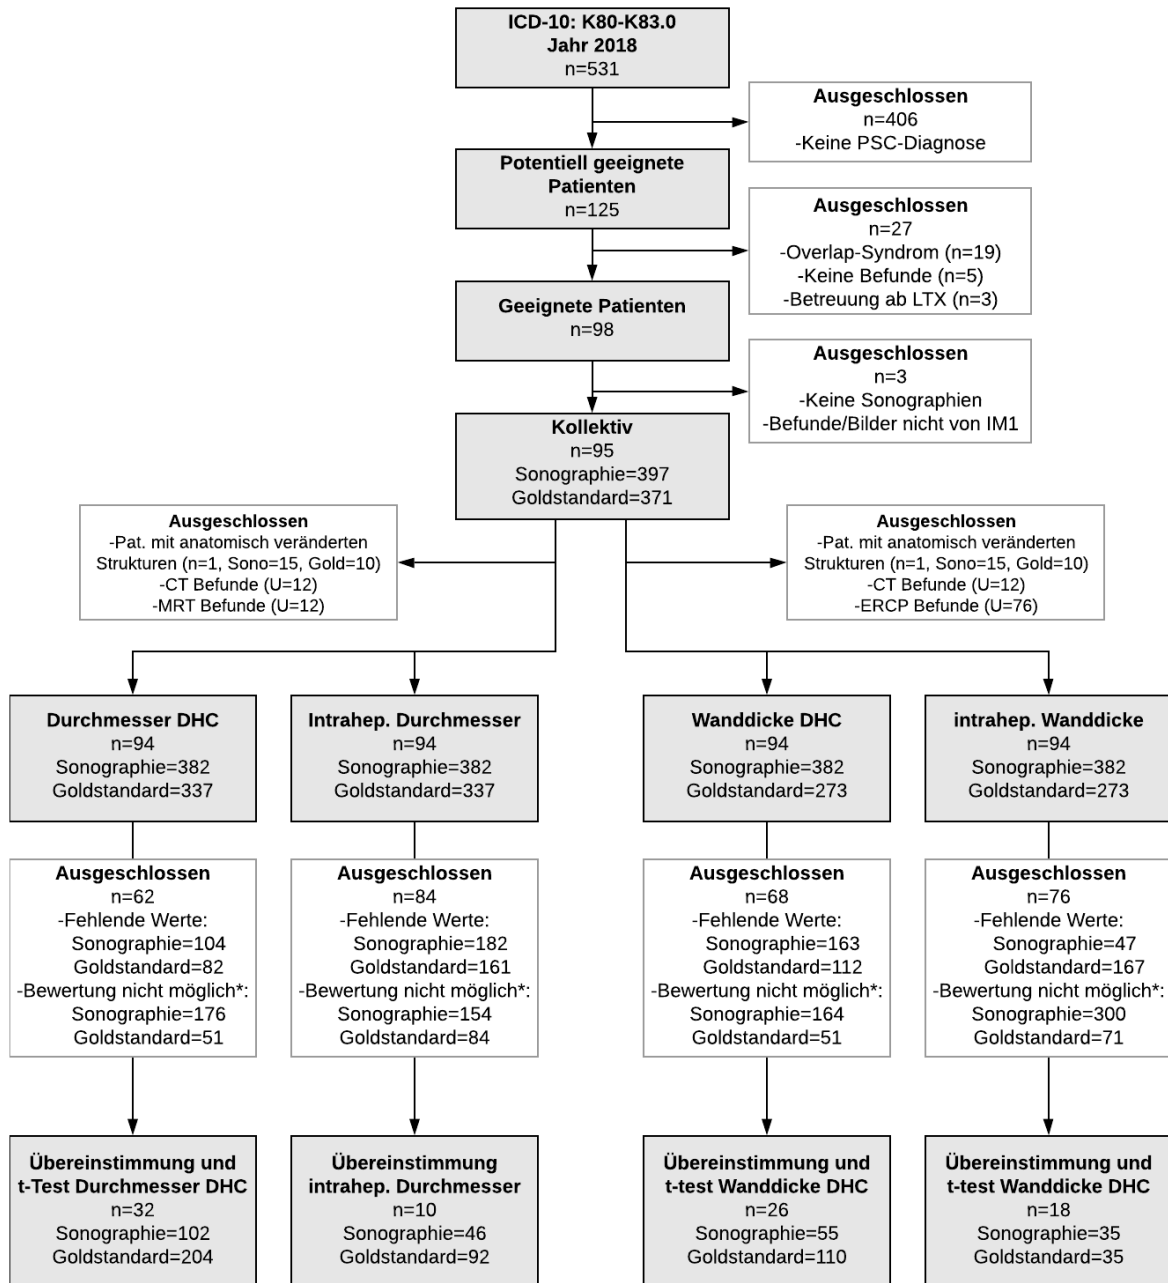 ICD-10: K80-K83.0
Jahr 2018
n=531
Ausgeschlossen
n=406
-Keine PSC-Diagnose
Potentiell geeignete
Patienten
n=125
Ausgeschlossen
n=27
-Overlap-Syndrom (n=19)
-Keine Befunde (n=5)
-Betreuung ab LTX (n=3)
Geeignete Patienten
n=98
Ausgeschlossen
n=3
-Keine Sonographien
-Befunde/Bilder nicht von IM1
Kollektiv
n=95
Sonographie=397
Goldstandard=371
Ausgeschlossen
-Pat. mit anatomisch veränderten
Strukturen (n=1, Sono=15, Gold=10)
-CT Befunde (U=12)
-MRT Befunde (U=12)
Ausgeschlossen
-Pat. mit anatomisch veränderten
Strukturen (n=1, Sono=15, Gold=10)
-CT Befunde (U=12)
-ERCP Befunde (U=76)
Durchmesser DHC
n=94
Sonographie=382
Goldstandard=337
Intrahep. Durchmesser
n=94
Sonographie=382
Goldstandard=337
Wanddicke DHC
n=94
Sonographie=382
Goldstandard=273
intrahep. Wanddicke
n=94
Sonographie=382
Goldstandard=273
Ausgeschlossen
n=62
-Fehlende Werte:
Sonographie=104
Goldstandard=82
-Bewertung nicht möglich*:
Sonographie=176
Goldstandard=51
Ausgeschlossen
n=84
-Fehlende Werte:
Sonographie=182
Goldstandard=161
-Bewertung nicht möglich*:
Sonographie=154
Goldstandard=84
Ausgeschlossen
n=68
-Fehlende Werte:
Sonographie=163
Goldstandard=112
-Bewertung nicht möglich*:
Sonographie=164
Goldstandard=51
Ausgeschlossen
n=76
-Fehlende Werte:
Sonographie=47
Goldstandard=167
-Bewertung nicht möglich*:
Sonographie=300
Goldstandard=71
Übereinstimmung und
t-Test Durchmesser DHC
n=32
Sonographie=102
Goldstandard=204
Übereinstimmung
intrahep. Durchmesser
n=10
Sonographie=46
Goldstandard=92
Übereinstimmung und
t-test Wanddicke DHC
n=26
Sonographie=55
Goldstandard=110
Übereinstimmung und
t-test Wanddicke DHC
n=18
Sonographie=35
Goldstandard=35